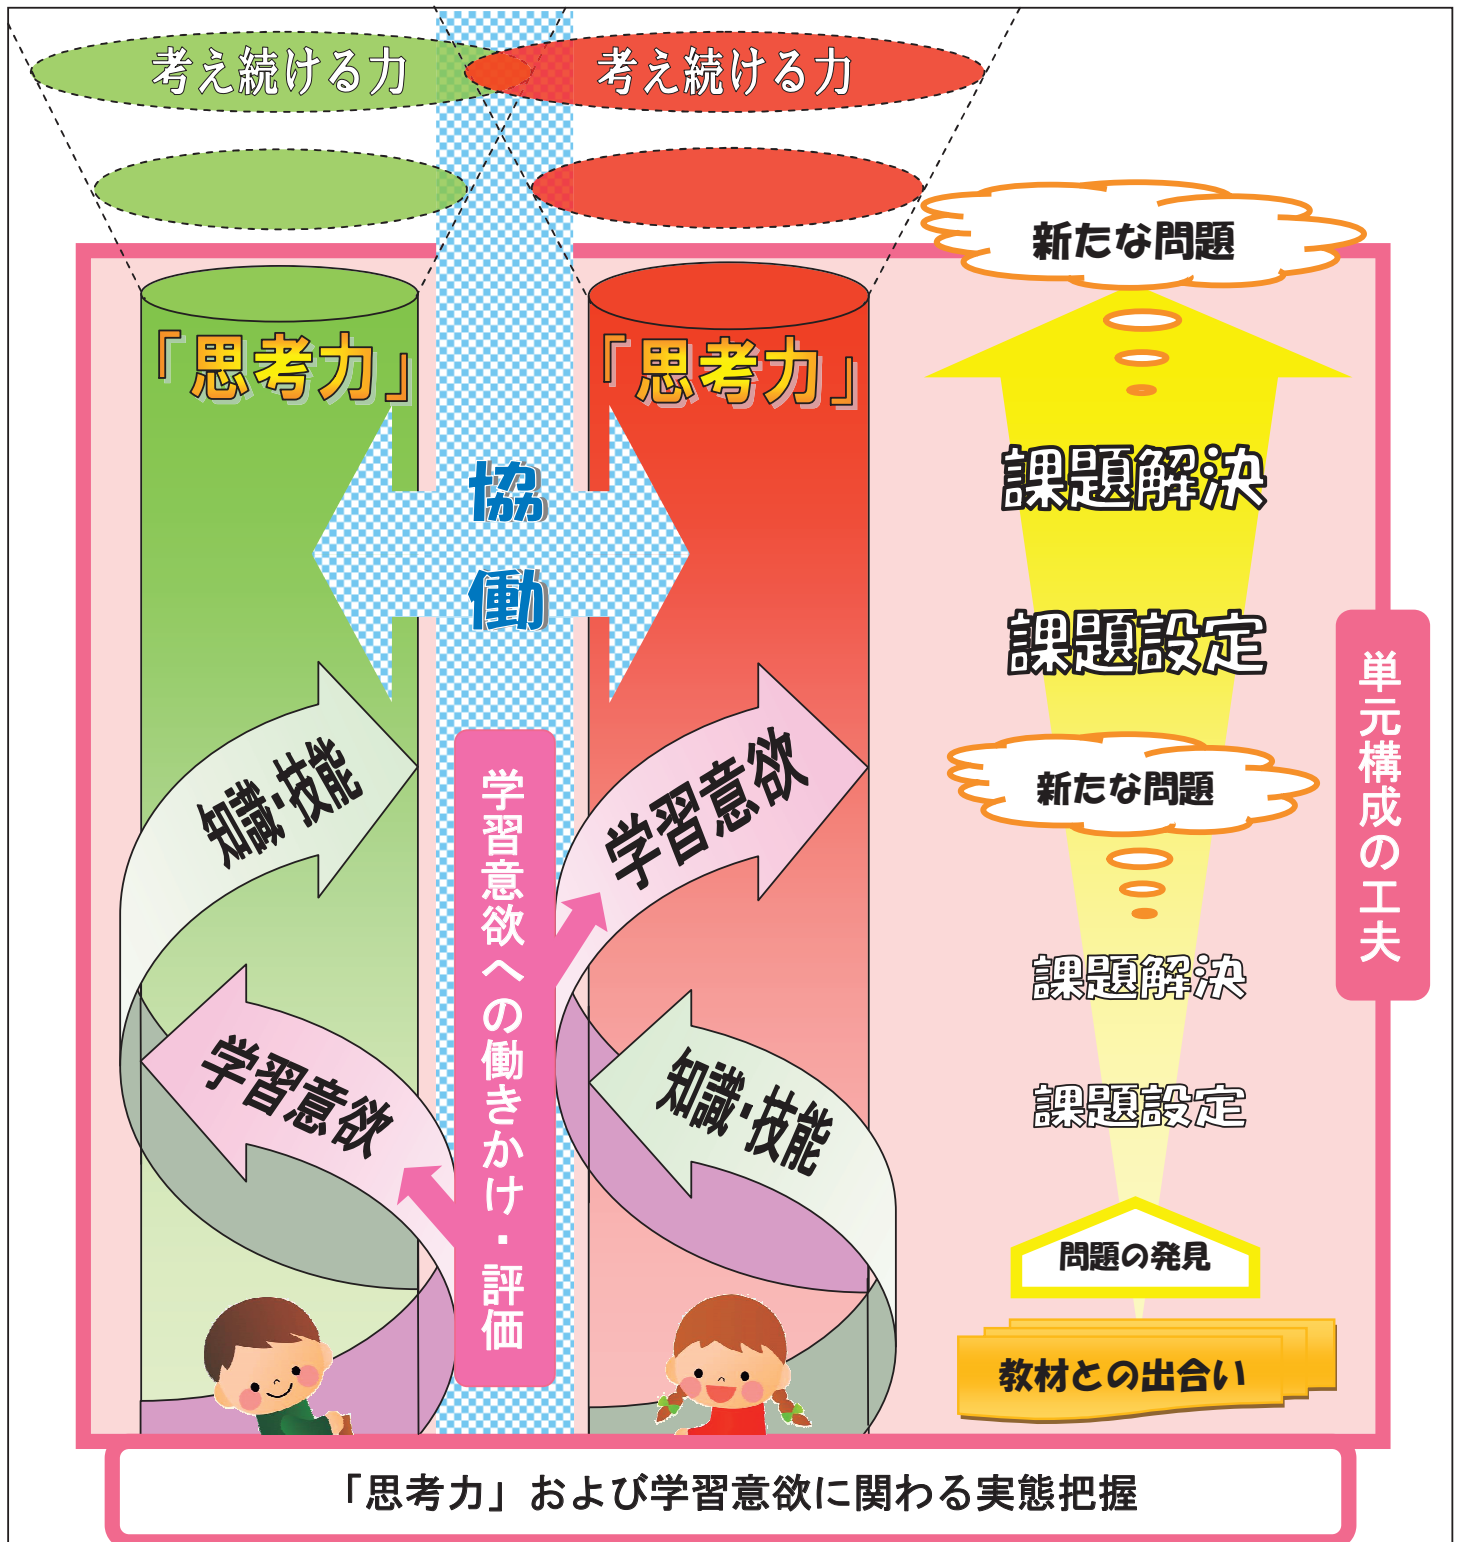 考え続ける力
考え続ける力
新たな問題
「思考力」
「思考力」
協働
課題解決
課題設定
単元構成の工夫
知識・技能
学習意欲
新たな問題
学習意欲への働きかけ・評価
課題解決
学習意欲
知識・技能
課題設定
問題の発見
教材との出合い
「思考力」および学習意欲に関わる実態把握